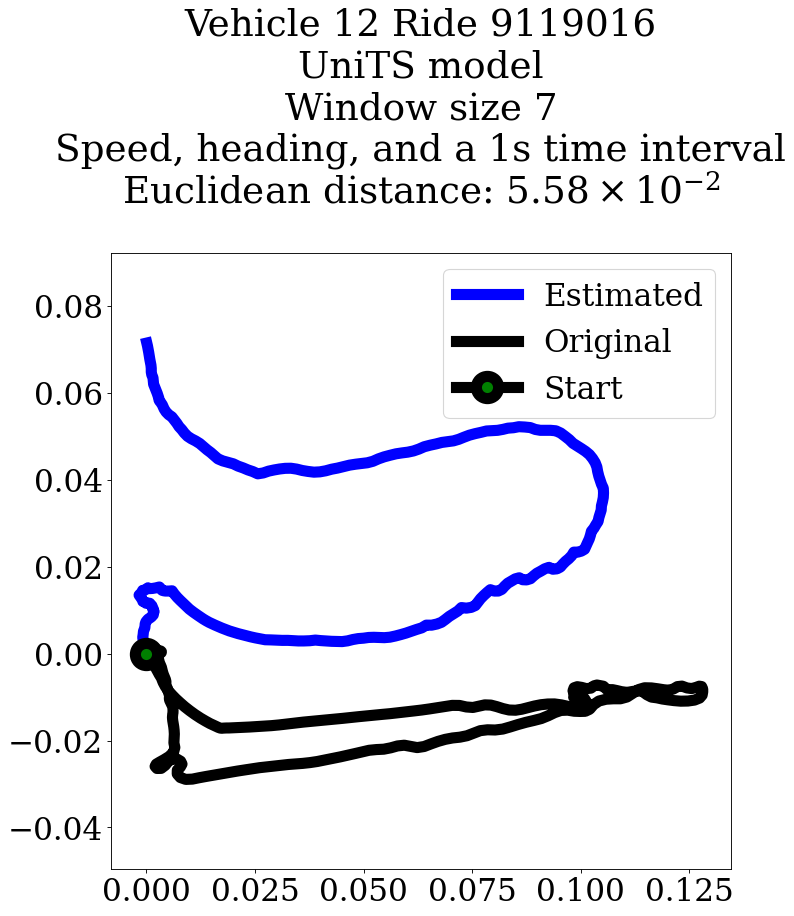 Vehicle 12 Ride 9119016
UniTS model
Window size 7
Speed, heading, and a 1s time interval
Euclidean distance: 5.58 × 10⁻²
Estimated
Original
Start
0.08
0.06
0.04
0.02
0.00
−0.02
−0.04
0.000 0.025 0.050 0.075 0.100 0.125